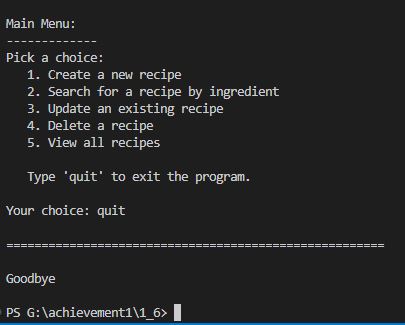 Main Menu:
-------------
Pick a choice:
   1. Create a new recipe
   2. Search for a recipe by ingredient
   3. Update an existing recipe
   4. Delete a recipe
   5. View all recipes
   Type 'quit' to exit the program.
Your choice: quit
======================================================
Goodbye
PS G:\achievement1\1_6>